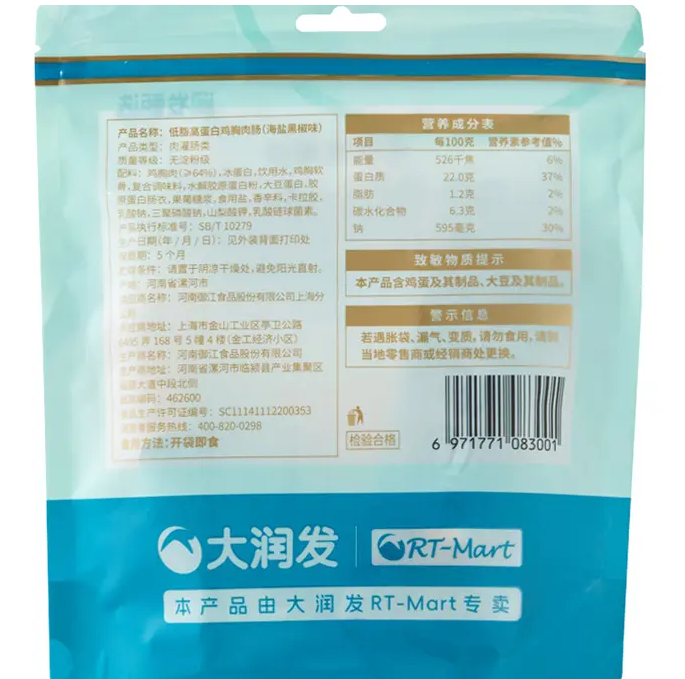 产品名称：低脂高蛋白鸡胸肉肠（海盐黑椒味）
产品类型：肉灌肠类
质量等级：无淀粉级
配料：鸡胸肉(≥64%)，冰蛋白，饮用水，鸡胸软
骨，复合调味料，水解胶原蛋白粉，大豆蛋白，胶
原蛋白肠衣，果葡糖浆，食用盐，香辛料，卡拉胶，
乳酸钠，三聚磷酸钠，山梨酸钾，乳酸链球菌素。
产品执行标准号：SB/T 10279
生产日期(年/月/日)：见外装背面打印处
保质期：5个月
贮存条件：请置于阴凉干燥处，避免阳光直射。
产地：河南省漯河市
供应商名称：河南御江食品股份有限公司上海分
公司
供应商地址：上海市金山工业区亭卫公路
6495弄168号5幢4楼(金工经济小区)
生产商名称：河南御江食品股份有限公司
生产商地址：河南省漯河市临颍县产业集聚区
大道中段北侧
邮政编码：462600
食品生产许可证编号：SC11141112200353
消费者服务热线：400-820-0298
食用方法：开袋即食
营养成分表
项目 每100克 营养素参考值%
能量 526千焦 6%
蛋白质 22.0克 37%
脂肪 1.2克 2%
碳水化合物 6.3克 2%
钠 595毫克 30%
致敏物质提示
本产品含鸡蛋及其制品、大豆及其制品。
警示信息
若遇胀袋、漏气、变质，请勿食用，请到
当地零售商或经销商处更换。
检验合格
6 971771 083001
大润发 RT-Mart
本产品由大润发RT-Mart专卖